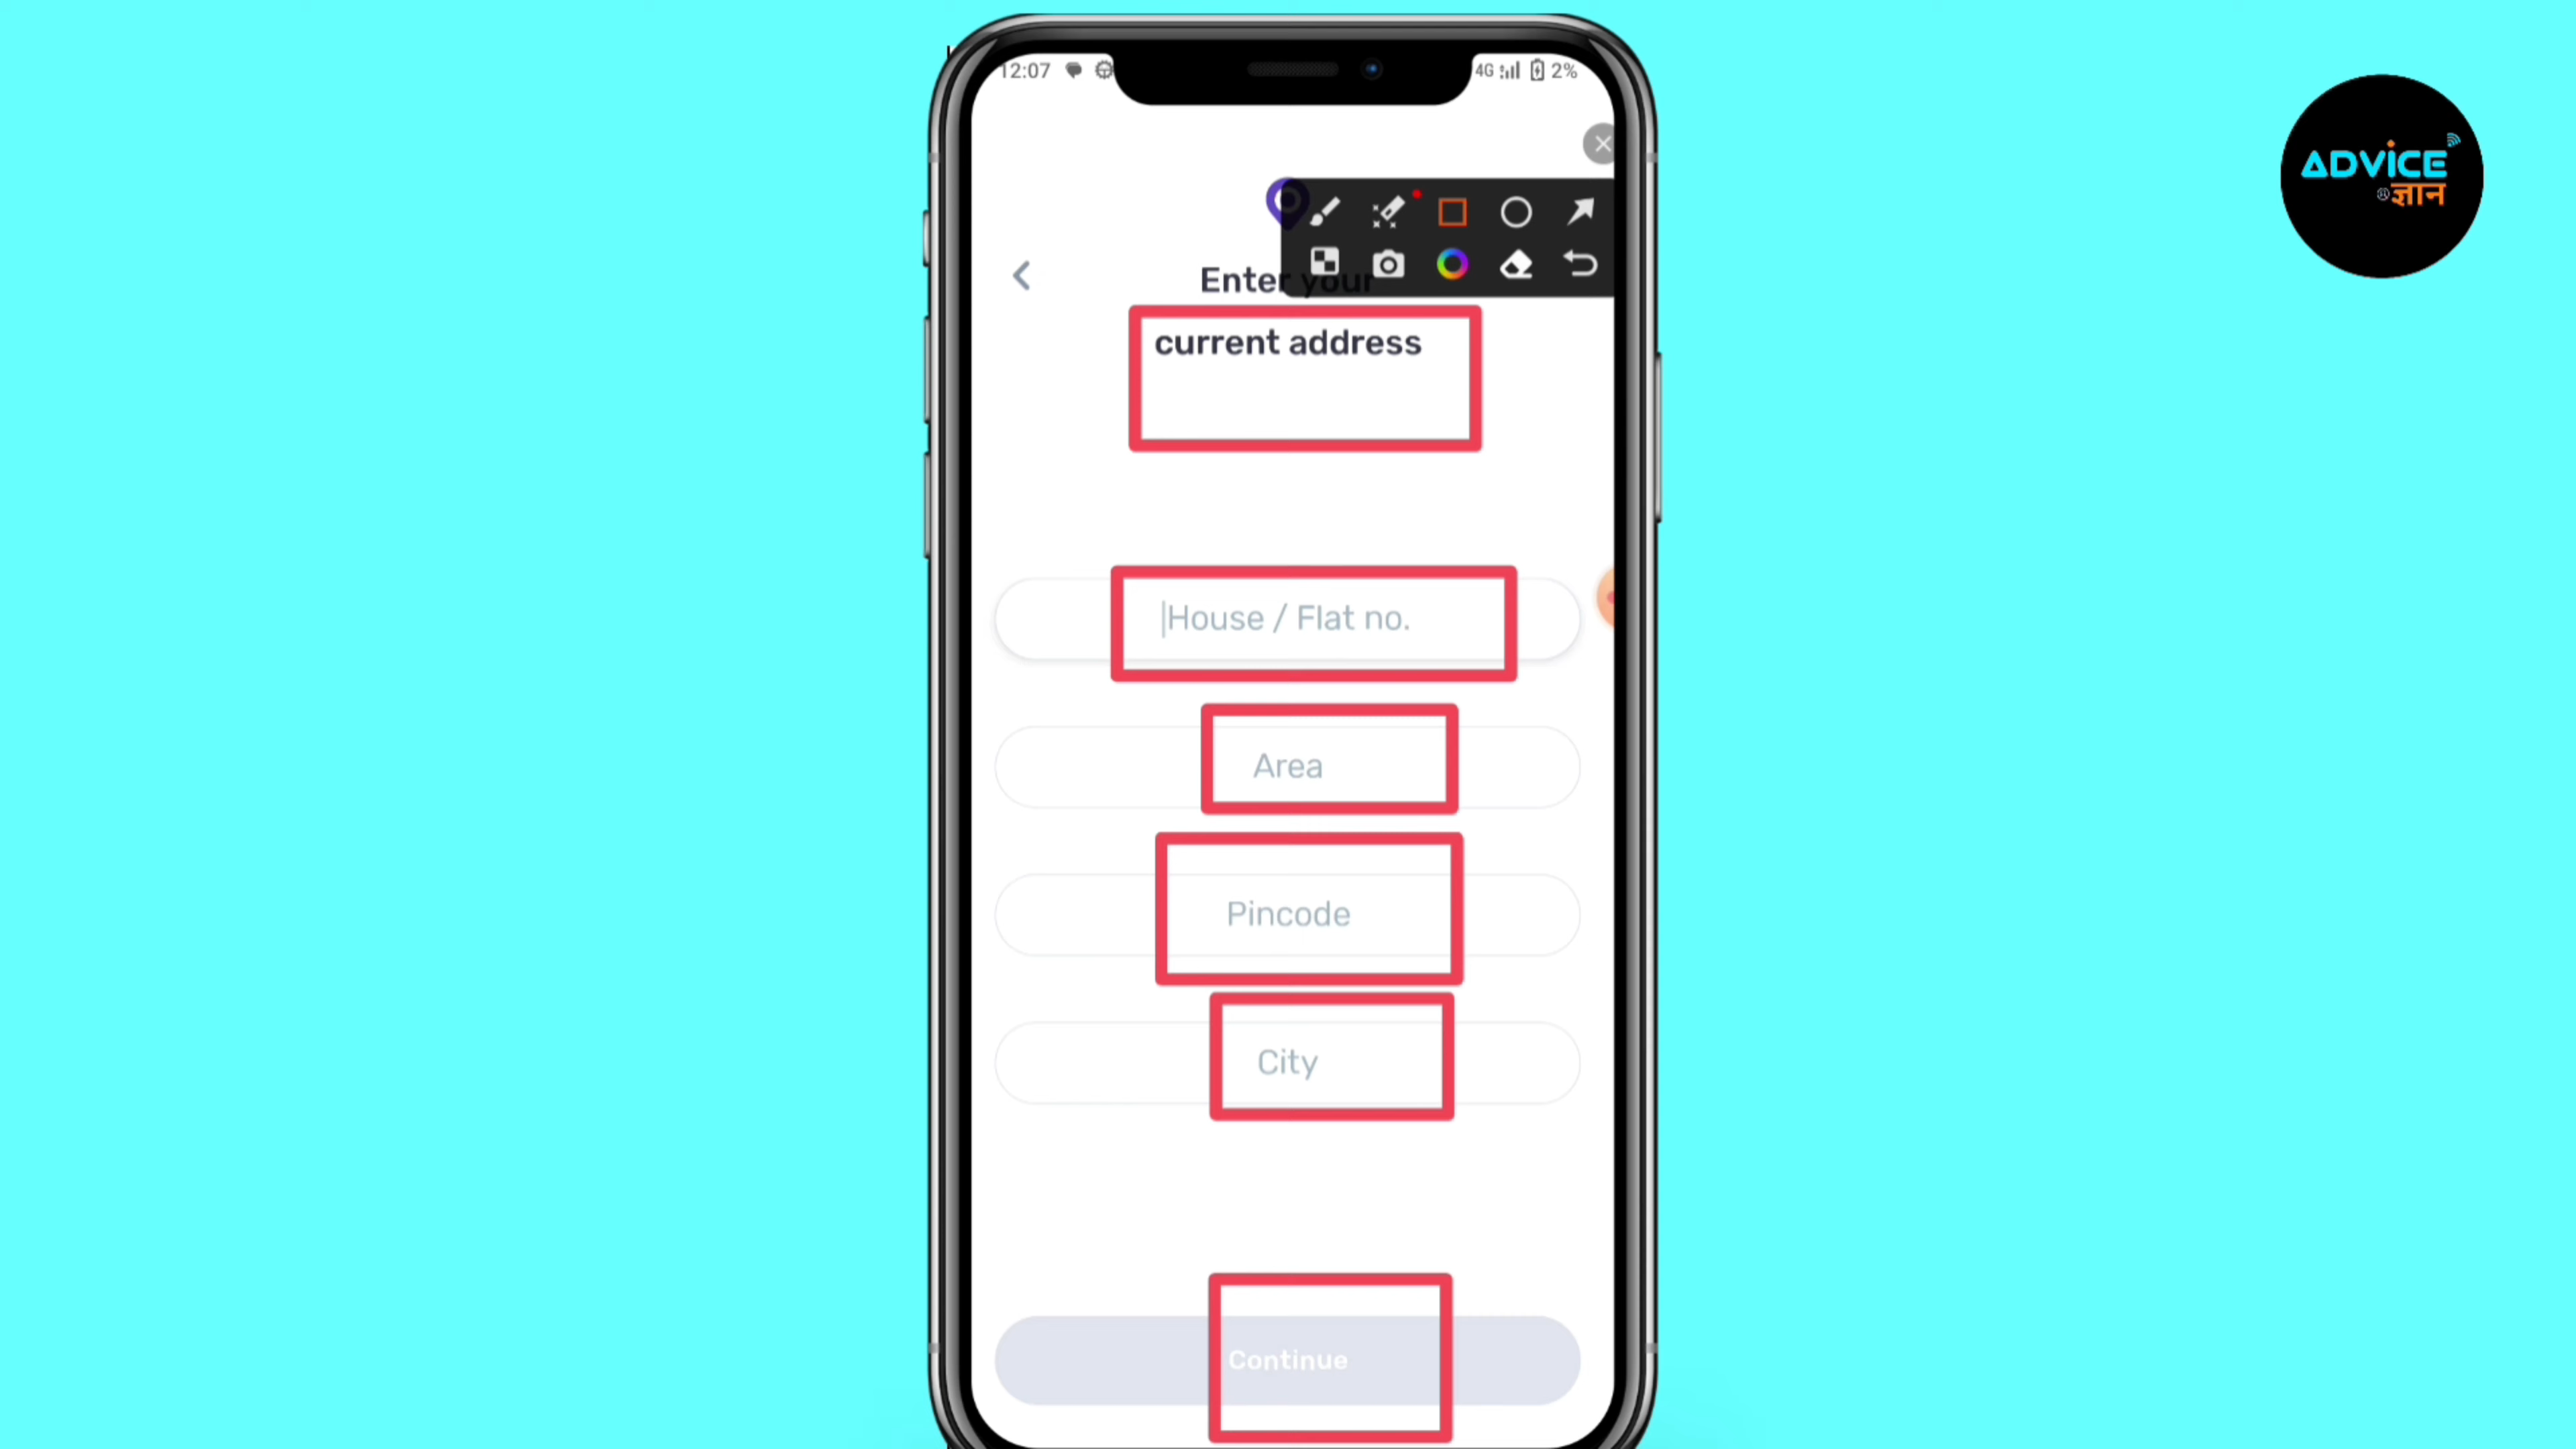 12:07
4G 2%
ADVICE
ज्ञान
Enter your
current address
House / Flat no.
Area
Pincode
City
Continue